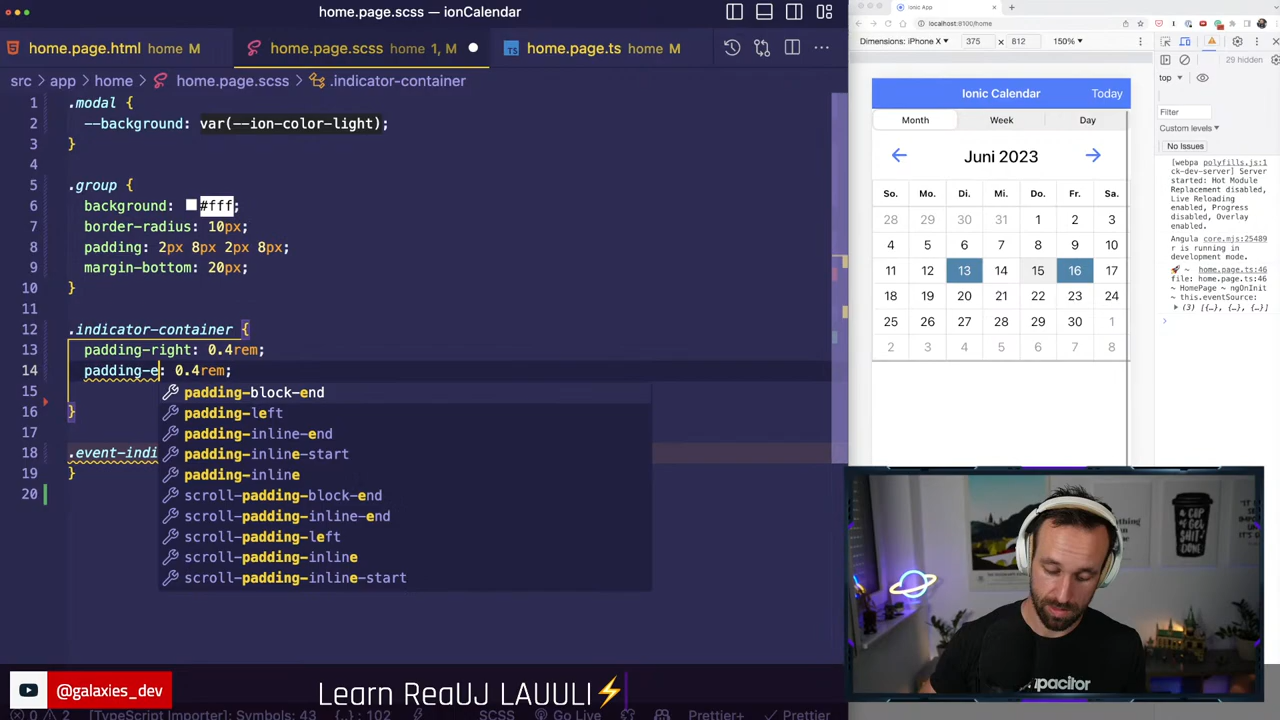 home.page.scss — ionCalendar
home.page.html home M
home.page.scss home 1, M
home.page.ts home M
src > app > home > home.page.scss > .indicator-container
1 .modal {
2 --background: var(--ion-color-light);
3 }
4
5 .group {
6 background: #fff;
7 border-radius: 10px;
8 padding: 2px 8px 2px 8px;
9 margin-bottom: 20px;
10 }
11
12 .indicator-container {
13 padding-right: 0.4rem;
14 padding-e: 0.4rem;
15
16 }
17
18 .event-indi
19 }
20
padding-block-end
padding-left
padding-inline-end
padding-inline-start
padding-inline
scroll-padding-block-end
scroll-padding-inline-end
scroll-padding-left
scroll-padding-inline
scroll-padding-inline-start
Ionic App
localhost:8100/home
Dimensions: iPhone X 375 × 812 150%
29 hidden
top
Filter
Custom levels
No Issues
[webpa polyfills.js:1
ck-dev-server] Server
started: Hot Module
Replacement disabled,
Live Reloading
enabled, Progress
disabled, Overlay
enabled.
Angula core.mjs:25489
r is running in
development mode.
🚀 ~ home.page.ts:46
file: home.page.ts:46
~ HomePage ~ ngOnInit
~ this.eventSource:
(3) [{…}, {…}, {…}]
Ionic Calendar Today
Month Week Day
Juni 2023
So. Mo. Di. Mi. Do. Fr. Sa.
28 29 30 31 1 2 3
4 5 6 7 8 9 10
11 12 13 14 15 16 17
18 19 20 21 22 23 24
25 26 27 28 29 30 1
2 3 4 5 6 7 8
A CUP OF GET SH*T DONE
@galaxies_dev
Learn ReaUJ LAUULI⚡
2 [TypeScript Importer]: Symbols: 43 {..} : 102 SCSS Go Live Prettier+ Prettier